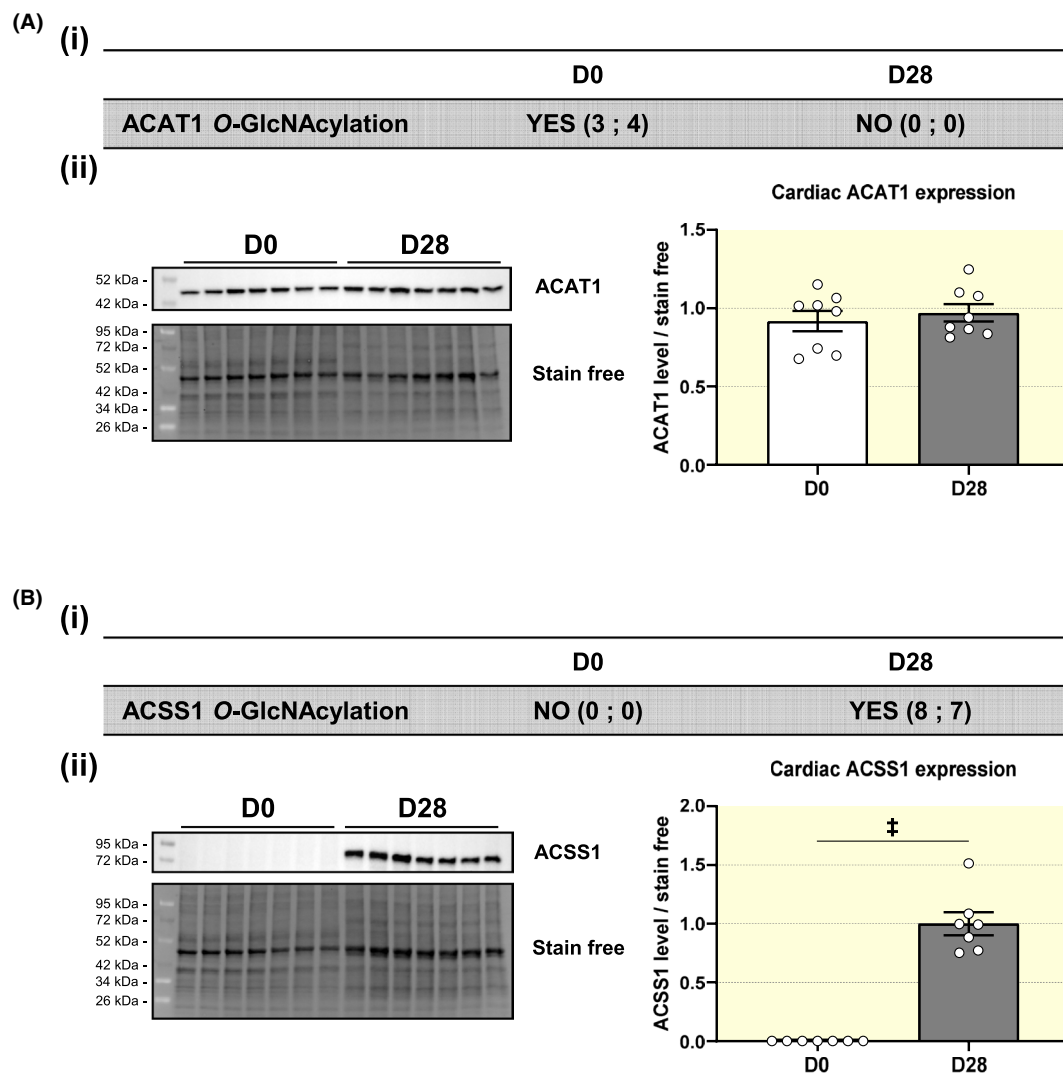 (A)
(i)
D0 D28
ACAT1 O-GlcNAcylation YES (3 ; 4) NO (0 ; 0)
(ii)
D0 D28
52 kDa -
42 kDa -
ACAT1
95 kDa -
72 kDa -
52 kDa -
42 kDa -
34 kDa -
26 kDa -
Stain free
Cardiac ACAT1 expression
ACAT1 level / stain free
1.5
1.0
0.5
0.0
D0 D28
(B)
(i)
D0 D28
ACSS1 O-GlcNAcylation NO (0 ; 0) YES (8 ; 7)
(ii)
D0 D28
95 kDa -
72 kDa -
ACSS1
95 kDa -
72 kDa -
52 kDa -
42 kDa -
34 kDa -
26 kDa -
Stain free
Cardiac ACSS1 expression
ACSS1 level / stain free
2.0
1.5
1.0
0.5
0.0
‡
D0 D28